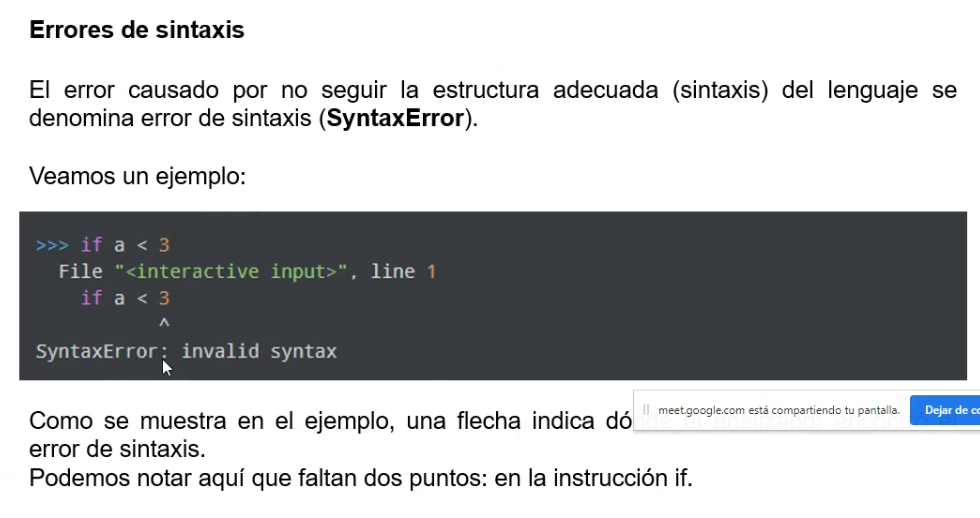 Errores de sintaxis
El error causado por no seguir la estructura adecuada (sintaxis) del lenguaje se
denomina error de sintaxis (SyntaxError).
Veamos un ejemplo:
>>> if a < 3
File "<interactive input>", line 1
if a < 3
^
SyntaxError: invalid syntax
Como se muestra en el ejemplo, una flecha indica
meet.google.com está compartiendo tu pantalla.
Dejar de
error de sintaxis.
Podemos notar aquí que faltan dos puntos: en la instrucción if.